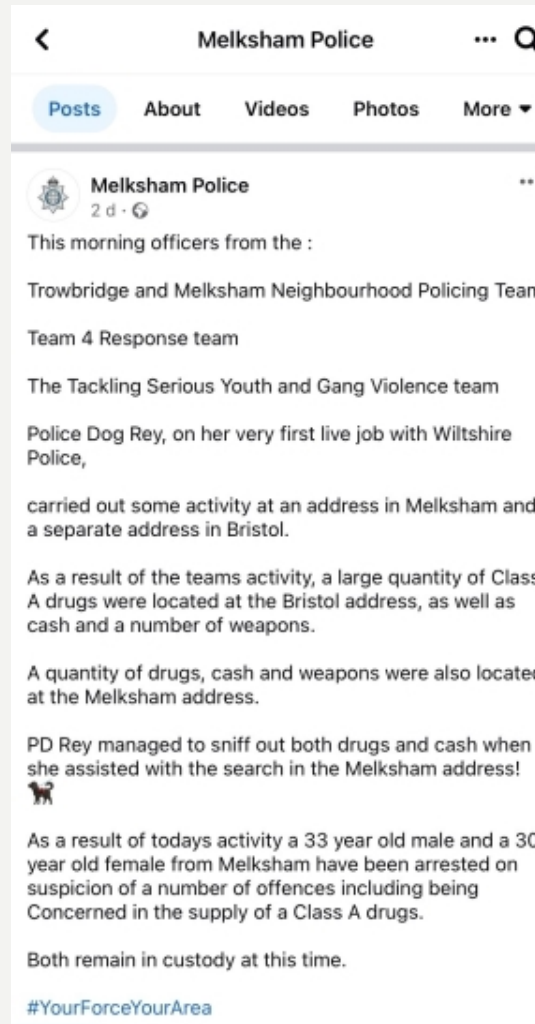 Melksham Police
Posts About Videos Photos More
Melksham Police
2 d
This morning officers from the :
Trowbridge and Melksham Neighbourhood Policing Team
Team 4 Response team
The Tackling Serious Youth and Gang Violence team
Police Dog Rey, on her very first live job with Wiltshire
Police,
carried out some activity at an address in Melksham and
a separate address in Bristol.
As a result of the teams activity, a large quantity of Class
A drugs were located at the Bristol address, as well as
cash and a number of weapons.
A quantity of drugs, cash and weapons were also located
at the Melksham address.
PD Rey managed to sniff out both drugs and cash when
she assisted with the search in the Melksham address!
As a result of todays activity a 33 year old male and a 30
year old female from Melksham have been arrested on
suspicion of a number of offences including being
Concerned in the supply of a Class A drugs.
Both remain in custody at this time.
#YourForceYourArea